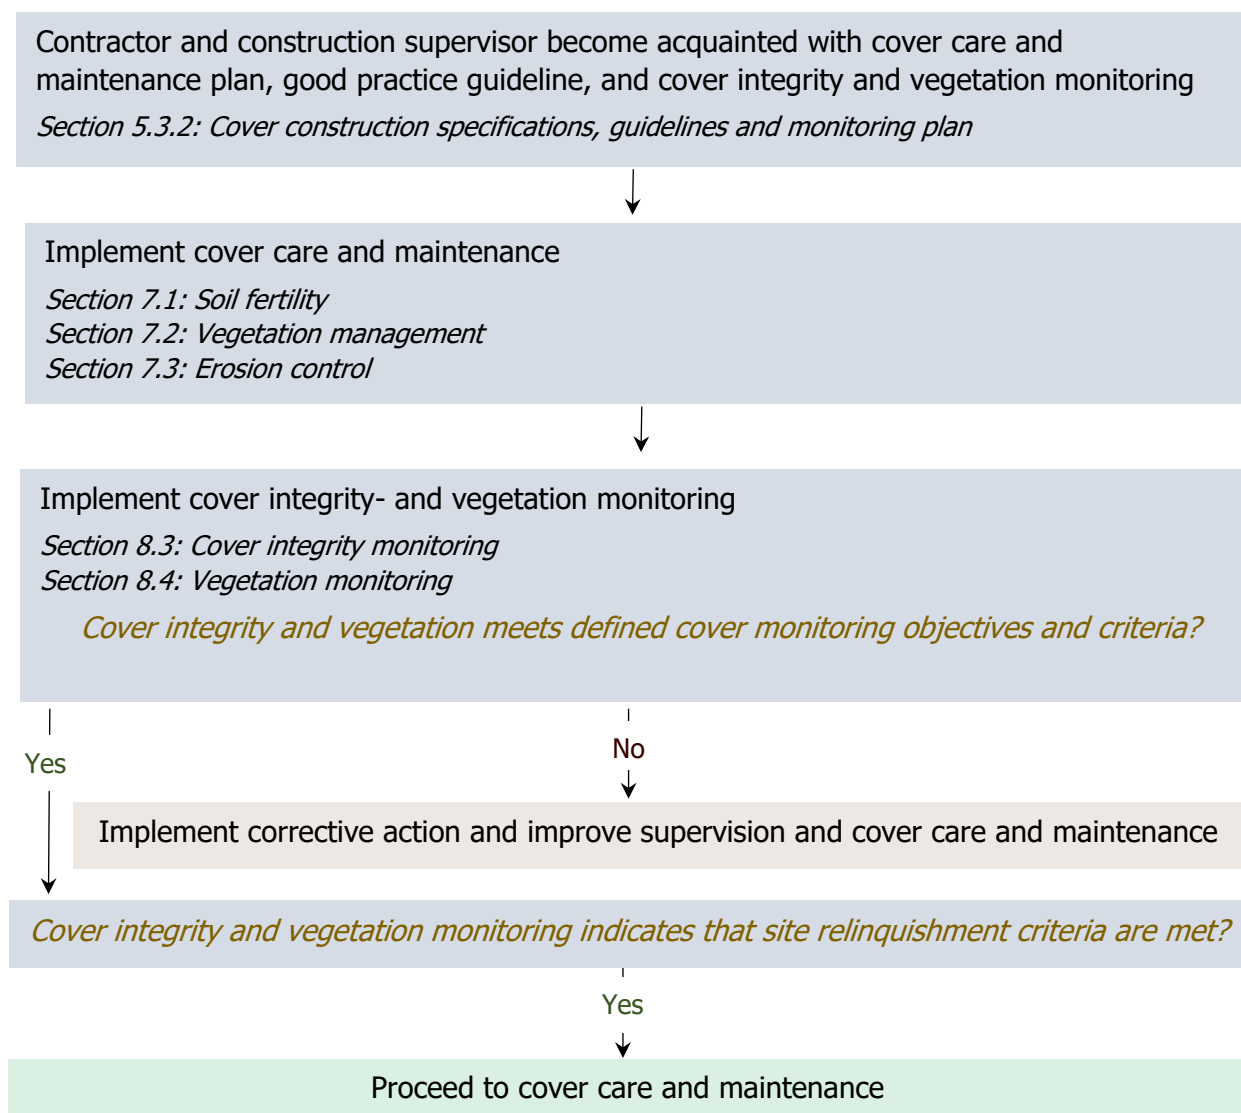 Contractor and construction supervisor become acquainted with cover care and
maintenance plan, good practice guideline, and cover integrity and vegetation monitoring
Section 5.3.2: Cover construction specifications, guidelines and monitoring plan
Implement cover care and maintenance
Section 7.1: Soil fertility
Section 7.2: Vegetation management
Section 7.3: Erosion control
Implement cover integrity- and vegetation monitoring
Section 8.3: Cover integrity monitoring
Section 8.4: Vegetation monitoring
Cover integrity and vegetation meets defined cover monitoring objectives and criteria?
Yes
No
Implement corrective action and improve supervision and cover care and maintenance
Cover integrity and vegetation monitoring indicates that site relinquishment criteria are met?
Yes
Proceed to cover care and maintenance